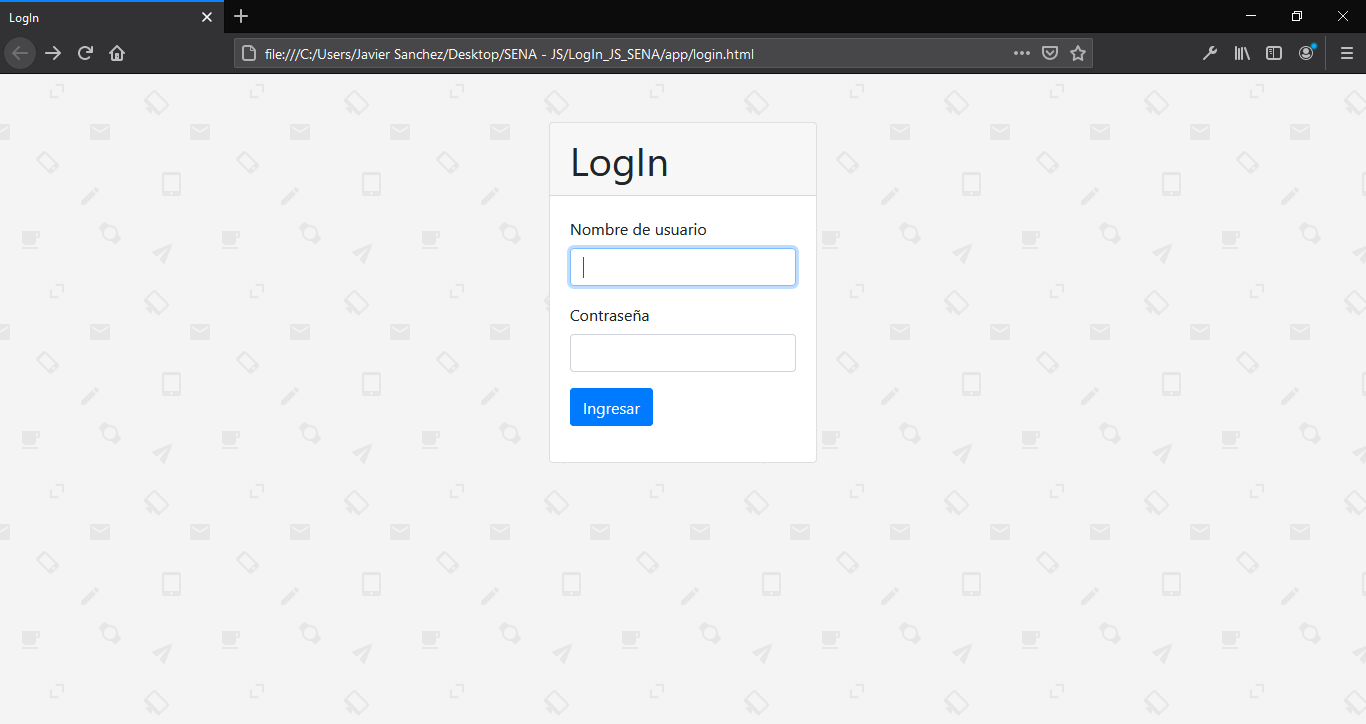 LogIn
file:///C:/Users/Javier Sanchez/Desktop/SENA - JS/LogIn_JS_SENA/app/login.html
LogIn
Nombre de usuario
Contraseña
Ingresar